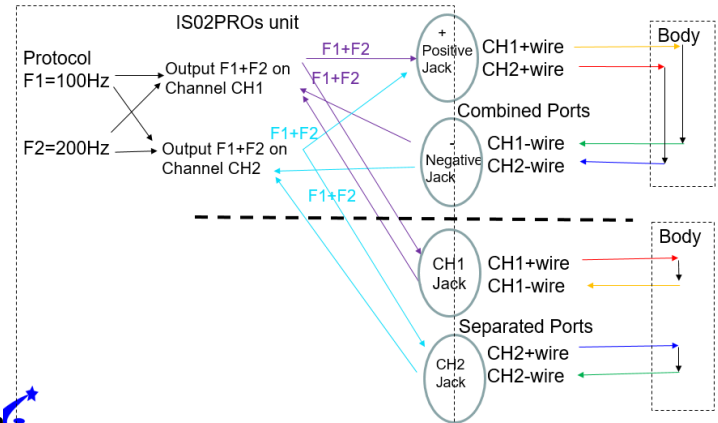 IS02PROs unit
Protocol
F1=100Hz
F2=200Hz
Output F1+F2 on
Channel CH1
Output F1+F2 on
Channel CH2
F1+F2
F1+F2
F1+F2
F1+F2
+
Positive
Jack
CH1+wire
CH2+wire
Combined Ports
-
Negative
Jack
CH1-wire
CH2-wire
Body
CH1
Jack
CH1+wire
CH1-wire
Separated Ports
CH2
Jack
CH2+wire
CH2-wire
Body